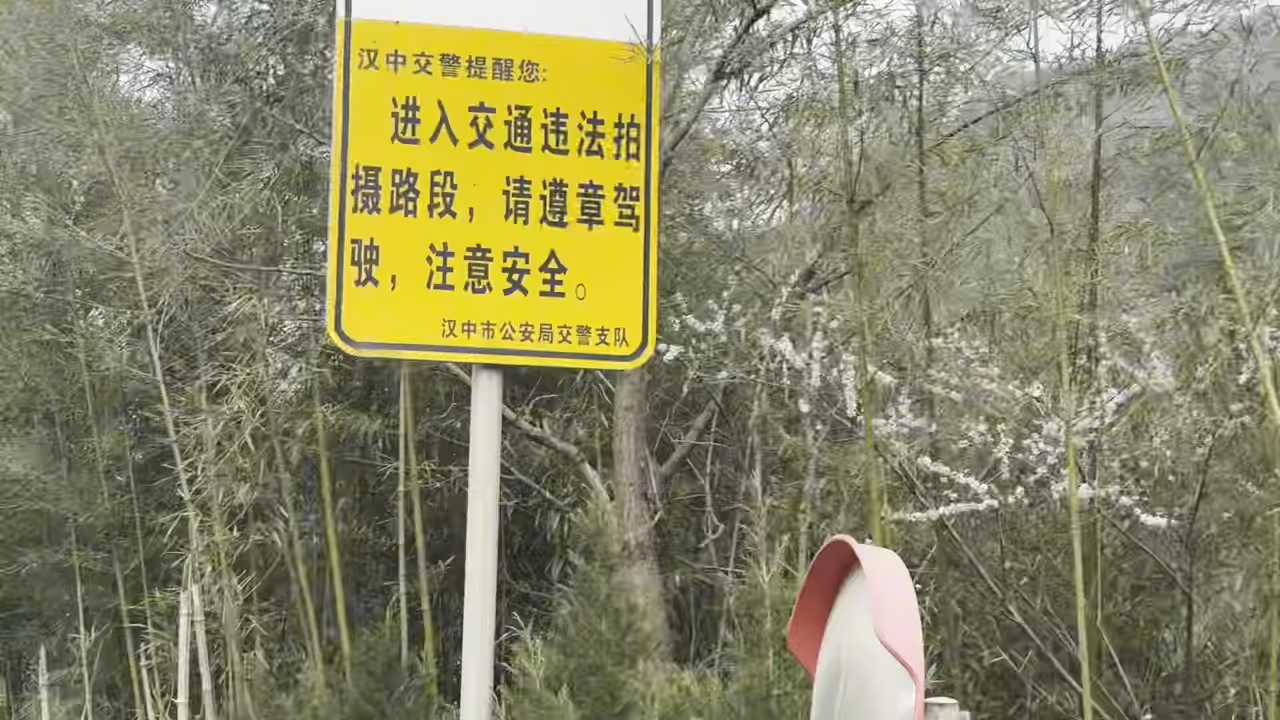 汉中交警提醒您:
进入交通违法拍
摄路段，请遵章驾
驶，注意安全。
汉中市公安局交警支队